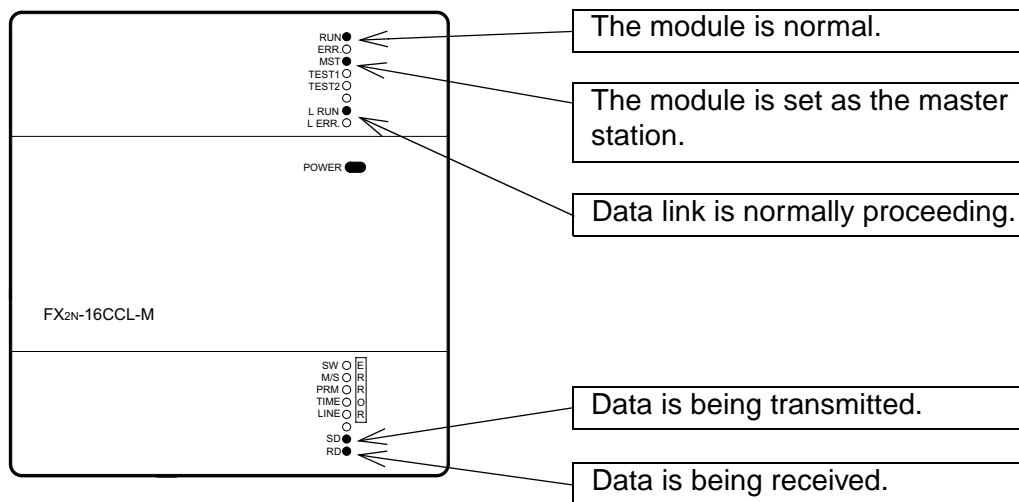 RUN
The module is normal.
ERR.
MST
TEST1
TEST2
The module is set as the master
station.
L RUN
L ERR.
POWER
Data link is normally proceeding.
FX2N-16CCL-M
SW
M/S
PRM
TIME
LINE
ERROR
Data is being transmitted.
SD
RD
Data is being received.